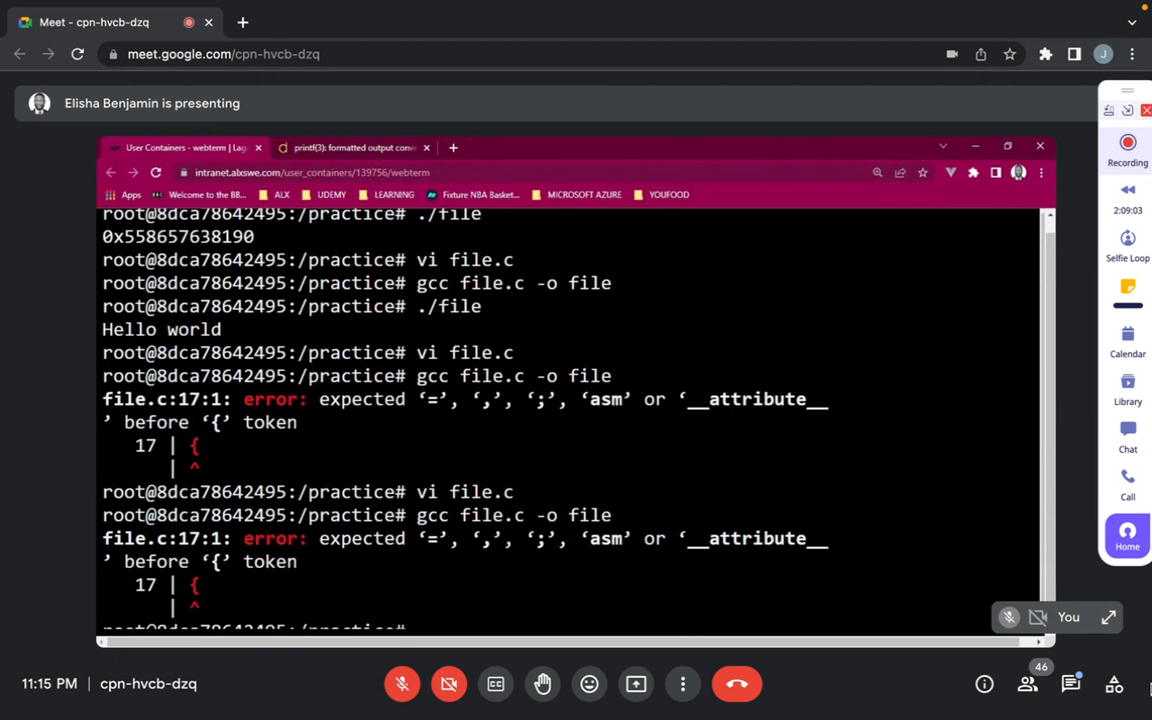 Meet - cpn-hvcb-dzq
meet.google.com/cpn-hvcb-dzq
J
Elisha Benjamin is presenting
User Containers - webterm | Lag
printf(3): formatted output conve
intranet.alxswe.com/user_containers/139756/webterm
Apps
Welcome to the BB...
ALX
UDEMY
LEARNING
Fixture NBA Basket...
MICROSOFT AZURE
YOUFOOD
root@8dca78642495:/practice# ./file
0x558657638190
root@8dca78642495:/practice# vi file.c
root@8dca78642495:/practice# gcc file.c -o file
root@8dca78642495:/practice# ./file
Hello world
root@8dca78642495:/practice# vi file.c
root@8dca78642495:/practice# gcc file.c -o file
file.c:17:1: error: expected ‘=’, ‘,’, ‘;’, ‘asm’ or ‘__attribute__
’ before ‘{’ token
17 | {
| ^
root@8dca78642495:/practice# vi file.c
root@8dca78642495:/practice# gcc file.c -o file
file.c:17:1: error: expected ‘=’, ‘,’, ‘;’, ‘asm’ or ‘__attribute__
’ before ‘{’ token
17 | {
| ^
root@8dca78642495:/practice#
Recording
2:09:03
Selfie Loop
Calendar
Library
Chat
Call
Home
You
11:15 PM | cpn-hvcb-dzq
46